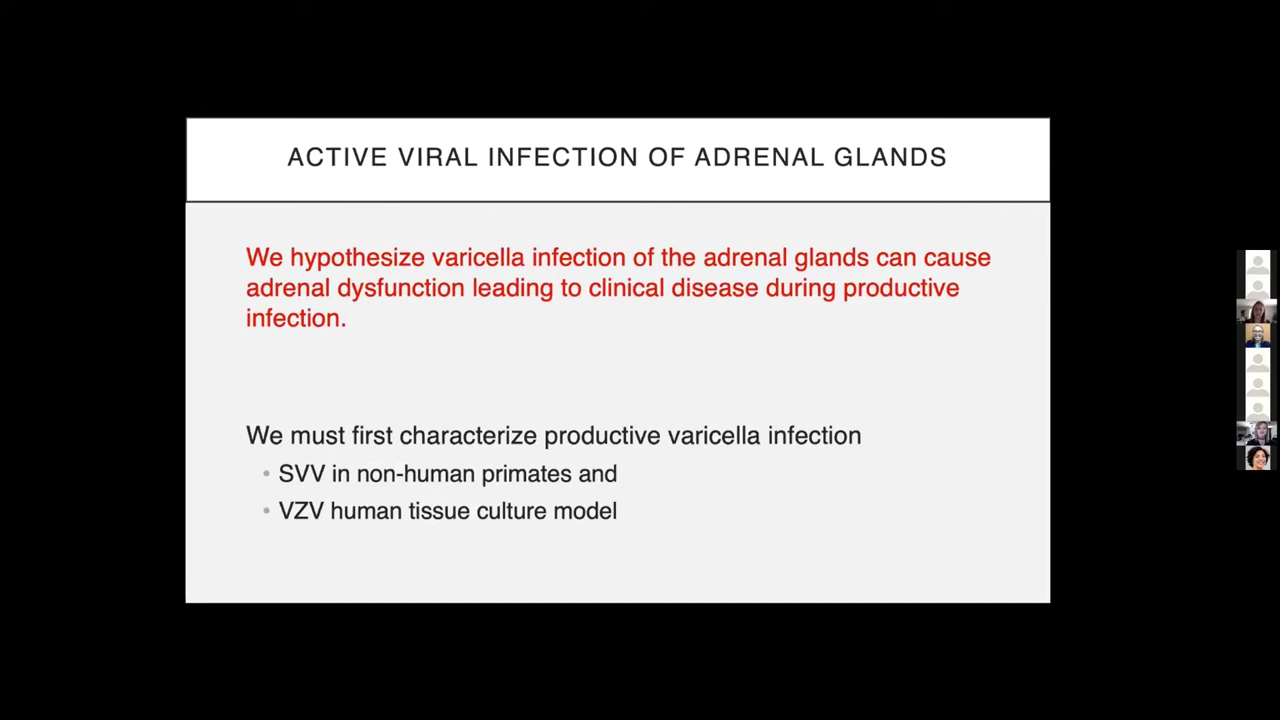 ACTIVE VIRAL INFECTION OF ADRENAL GLANDS
We hypothesize varicella infection of the adrenal glands can cause
adrenal dysfunction leading to clinical disease during productive
infection.
We must first characterize productive varicella infection
• SVV in non-human primates and
• VZV human tissue culture model